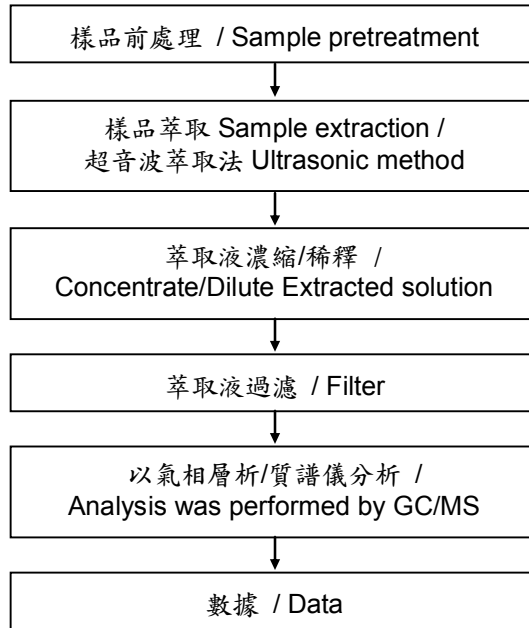 樣品前處理 / Sample pretreatment
樣品萃取 Sample extraction /
超音波萃取法 Ultrasonic method
萃取液濃縮/稀釋 /
Concentrate/Dilute Extracted solution
萃取液過濾 / Filter
以氣相層析/質譜儀分析 /
Analysis was performed by GC/MS
數據 / Data